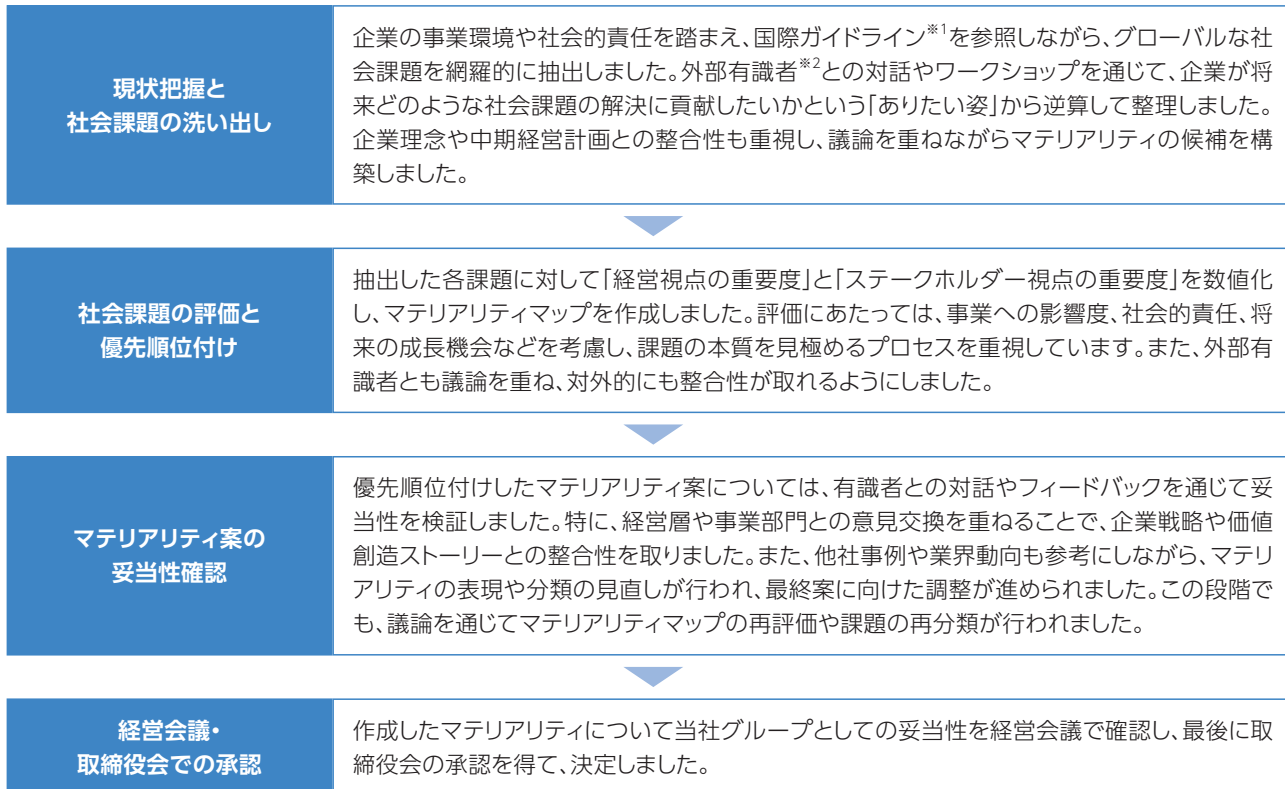 現状把握と
社会課題の洗い出し
企業の事業環境や社会的責任を踏まえ、国際ガイドライン※1を参照しながら、グローバルな社
会課題を網羅的に抽出しました。外部有識者※2との対話やワークショップを通じて、企業が将
来どのような社会課題の解決に貢献したいかという「ありたい姿」から逆算して整理しました。
企業理念や中期経営計画との整合性も重視し、議論を重ねながらマテリアリティの候補を構
築しました。
社会課題の評価と
優先順位付け
抽出した各課題に対して「経営視点の重要度」と「ステークホルダー視点の重要度」を数値化
し、マテリアリティマップを作成しました。評価にあたっては、事業への影響度、社会的責任、将
来の成長機会などを考慮し、課題の本質を見極めるプロセスを重視しています。また、外部有
識者とも議論を重ね、対外的にも整合性が取れるようにしました。
マテリアリティ案の
妥当性確認
優先順位付けしたマテリアリティ案については、有識者との対話やフィードバックを通じて妥
当性を検証しました。特に、経営層や事業部門との意見交換を重ねることで、企業戦略や価値
創造ストーリーとの整合性を取りました。また、他社事例や業界動向も参考にしながら、マテリ
アリティの表現や分類の見直しが行われ、最終案に向けた調整が進められました。この段階で
も、議論を通じてマテリアリティマップの再評価や課題の再分類が行われました。
経営会議・
取締役会での承認
作成したマテリアリティについて当社グループとしての妥当性を経営会議で確認し、最後に取
締役会の承認を得て、決定しました。